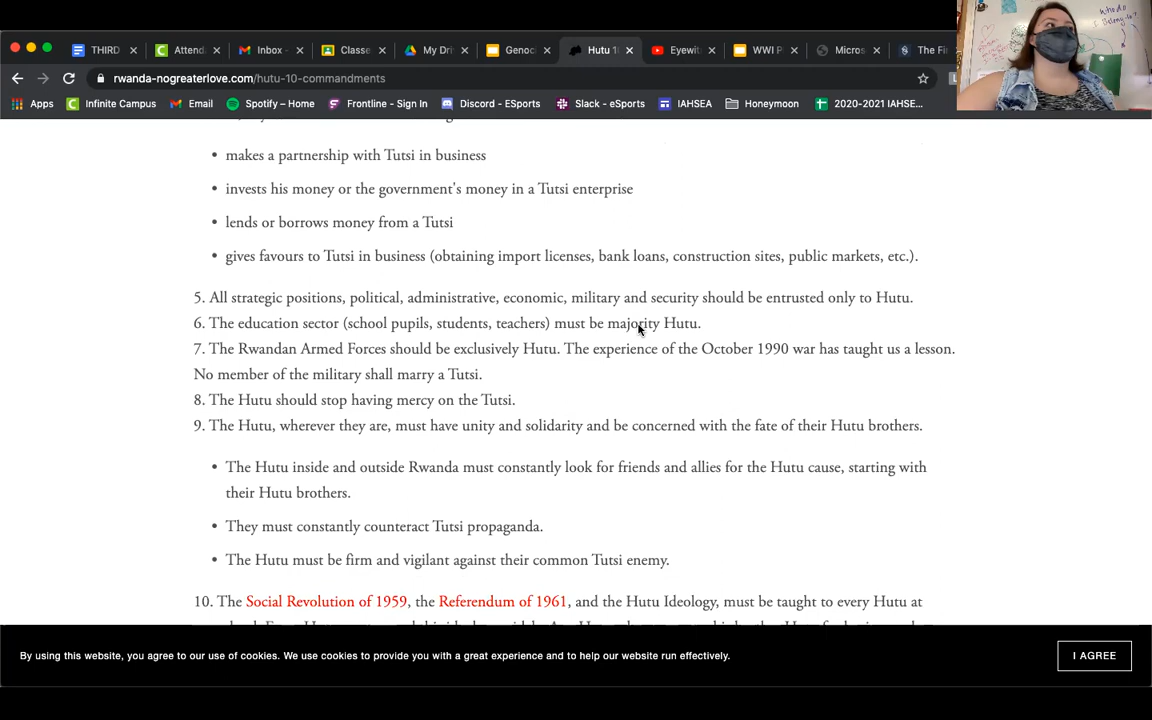 THIRD
Attend
Inbox -
Classe
My Dri
Genoc
Hutu 1
Eyewit
WWI P
Micros
The Fi
rwanda-nogreaterlove.com/hutu-10-commandments
Apps
Infinite Campus
Email
Spotify – Home
Frontline - Sign In
Discord - ESports
Slack - eSports
IAHSEA
Honeymoon
2020-2021 IAHSE...
who do
I belong to?
• makes a partnership with Tutsi in business
• invests his money or the government's money in a Tutsi enterprise
• lends or borrows money from a Tutsi
• gives favours to Tutsi in business (obtaining import licenses, bank loans, construction sites, public markets, etc.).
5. All strategic positions, political, administrative, economic, military and security should be entrusted only to Hutu.
6. The education sector (school pupils, students, teachers) must be majority Hutu.
7. The Rwandan Armed Forces should be exclusively Hutu. The experience of the October 1990 war has taught us a lesson.
No member of the military shall marry a Tutsi.
8. The Hutu should stop having mercy on the Tutsi.
9. The Hutu, wherever they are, must have unity and solidarity and be concerned with the fate of their Hutu brothers.
• The Hutu inside and outside Rwanda must constantly look for friends and allies for the Hutu cause, starting with
their Hutu brothers.
• They must constantly counteract Tutsi propaganda.
• The Hutu must be firm and vigilant against their common Tutsi enemy.
10. The Social Revolution of 1959, the Referendum of 1961, and the Hutu Ideology, must be taught to every Hutu at
By using this website, you agree to our use of cookies. We use cookies to provide you with a great experience and to help our website run effectively.
I AGREE